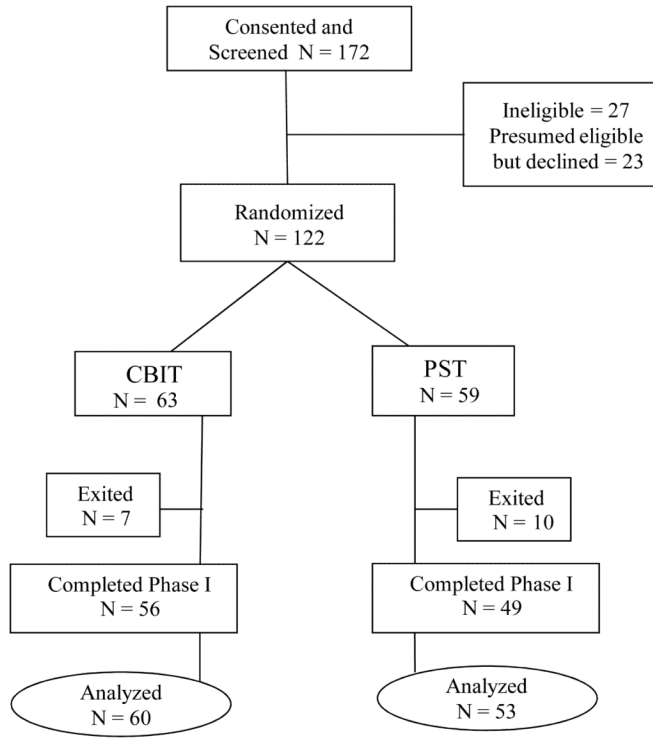 Consented and
Screened N = 172
Ineligible = 27
Presumed eligible
but declined = 23
Randomized
N = 122
CBIT
N = 63
PST
N = 59
Exited
N = 7
Exited
N = 10
Completed Phase I
N = 56
Completed Phase I
N = 49
Analyzed
N = 60
Analyzed
N = 53